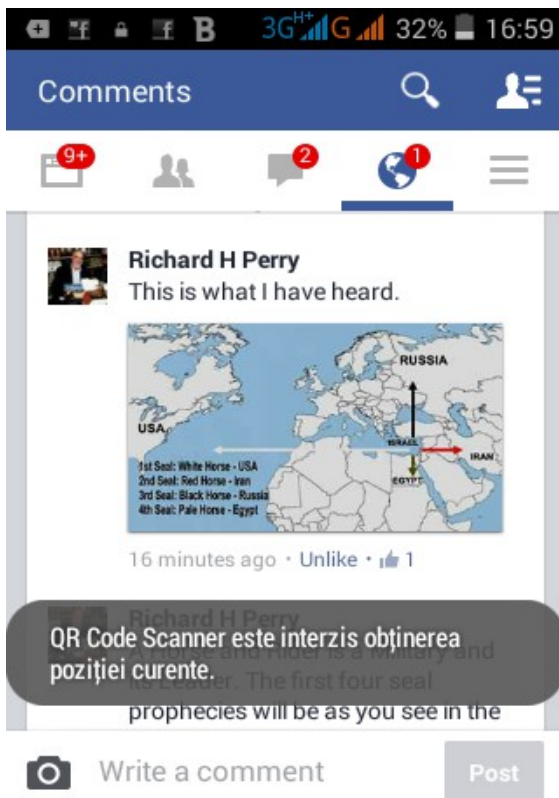 3G H+ G 32% 16:59
Comments
9+ 2 1
Richard H Perry
This is what I have heard.
RUSSIA
USA
ISRAEL
IRAN
EGYPT
1st Seal: White Horse - USA
2nd Seal: Red Horse - Iran
3rd Seal: Black Horse - Russia
4th Seal: Pale Horse - Egypt
16 minutes ago · Unlike · 1
Richard H Perry
A Horse and Rider is a Military and
its Leader. The first four seal
prophecies will be as you see in the
QR Code Scanner este interzis obținerea
poziției curente.
Write a comment
Post